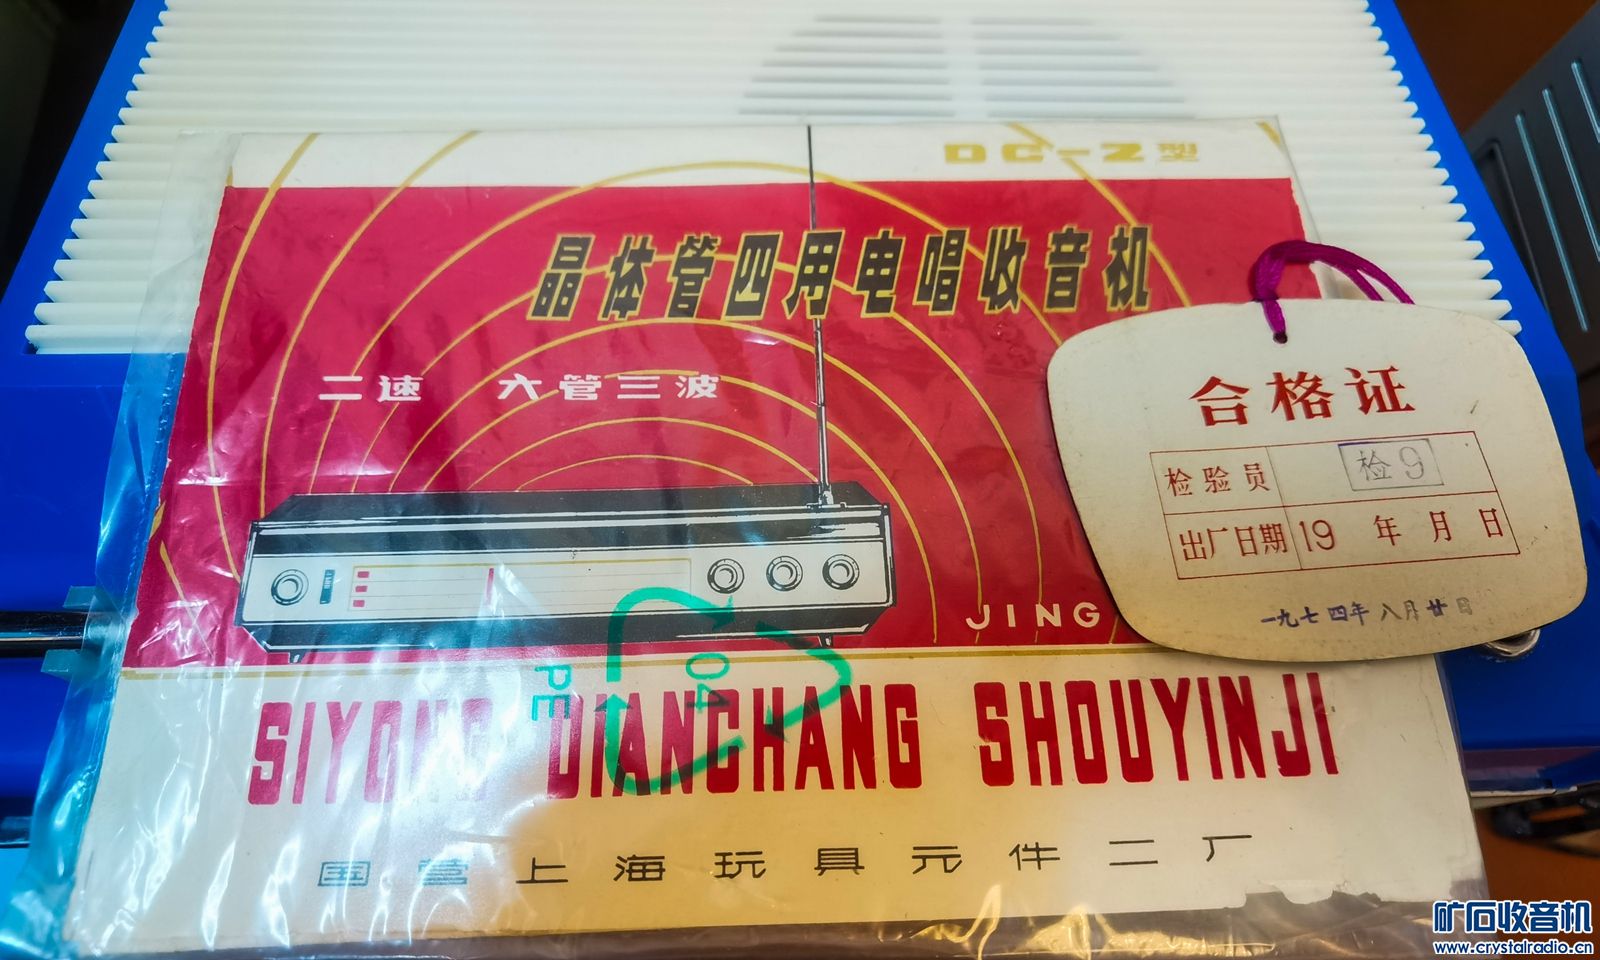 DC-2型
晶体管四用电唱收音机
二速 六管三波
JING
SIYONG DIANCHANG SHOUYINJI
国营上海玩具元件二厂
04
PE
合格证
检验员 检9
出厂日期 19 年 月 日
一九七四年八月廿日
矿石收音机
www.crystalradio.cn